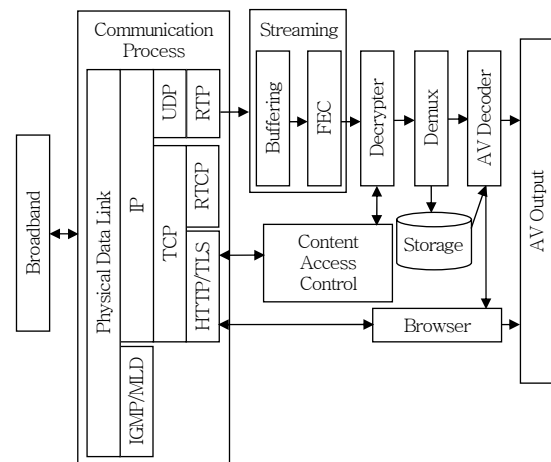 Communication
Process
Streaming
Broadband
Physical Data Link
IP
IGMP/MLD
UDP
RTP
TCP
RTCP
HTTP/TLS
Buffering
FEC
Decrypter
Demux
AV Decoder
Storage
Content
Access
Control
Browser
AV Output